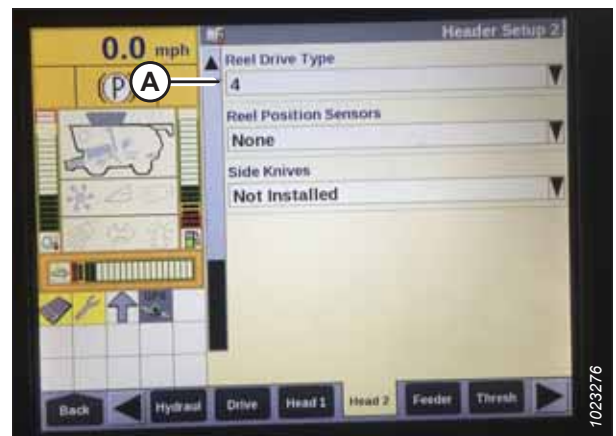 0.0 mph
Header Setup 2
(P)
A
Reel Drive Type
4
Reel Position Sensors
None
Side Knives
Not Installed
Back
Hydraul
Drive
Head 1
Head 2
Feeder
Thresh
1023276